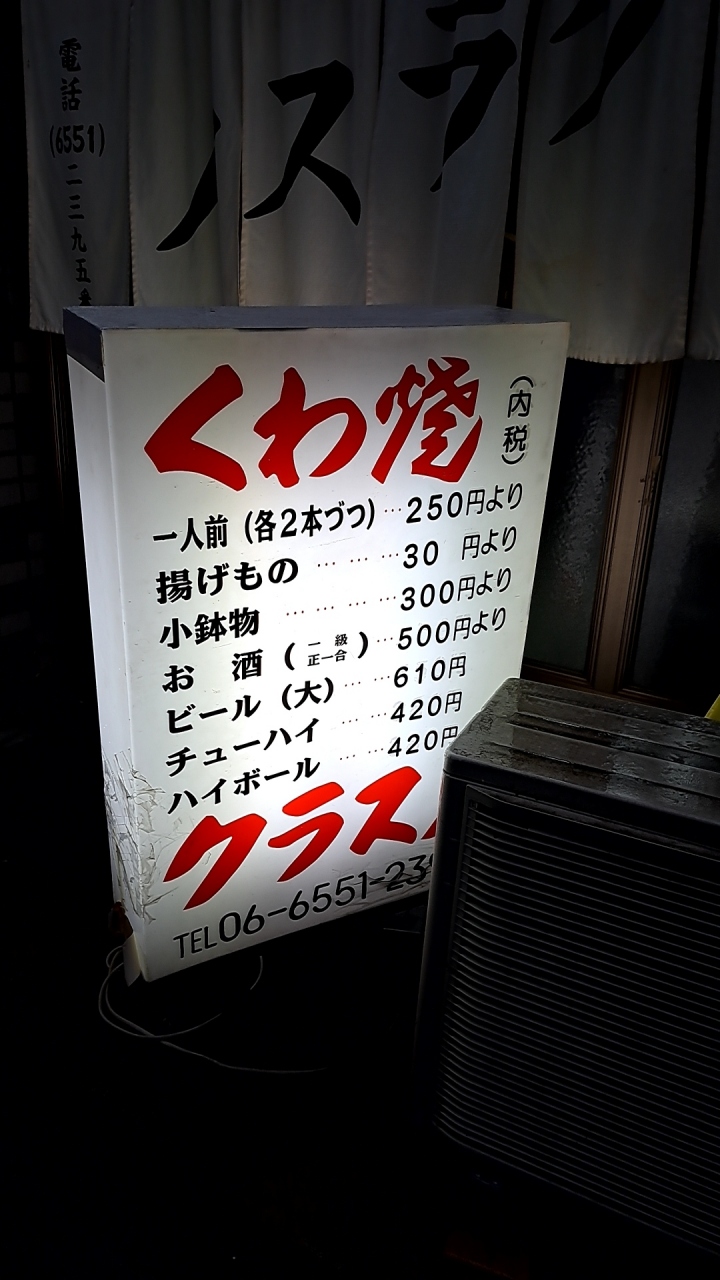 電話(6551)二三九五番
ノスラク
くわ焼
(内税)
一人前(各2本づつ)…250円より
揚げもの… … …30 円より
小鉢物… … …300円より
お 酒(一級 正一合)…500円より
ビール(大)… …610円
チューハイ… …420円
ハイボール… …420円
クラス
TEL06-6551-23